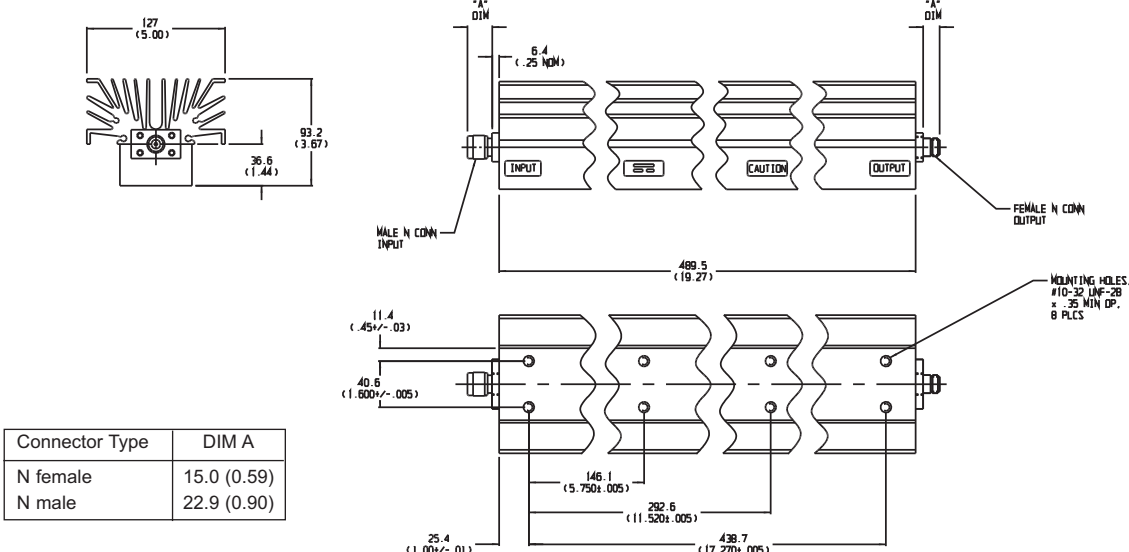 127
(5.00)
93.2
(3.67)
36.6
(1.44)
"A"
DIM
6.4
(.25 NOM)
"A"
DIM
INPUT
CAUTION
OUTPUT
MALE N CONN
INPUT
FEMALE N CONN
OUTPUT
489.5
(19.27)
MOUNTING HOLES.
#10-32 UNF-2B
x .35 MIN DP,
8 PLCS
11.4
(.45+/-.03)
40.6
(1.600+/-.005)
146.1
(5.750±.005)
292.6
(11.520±.005)
25.4
(1.00+/-.01)
438.7
(17.270±.005)
Connector Type DIM A
N female 15.0 (0.59)
N male 22.9 (0.90)